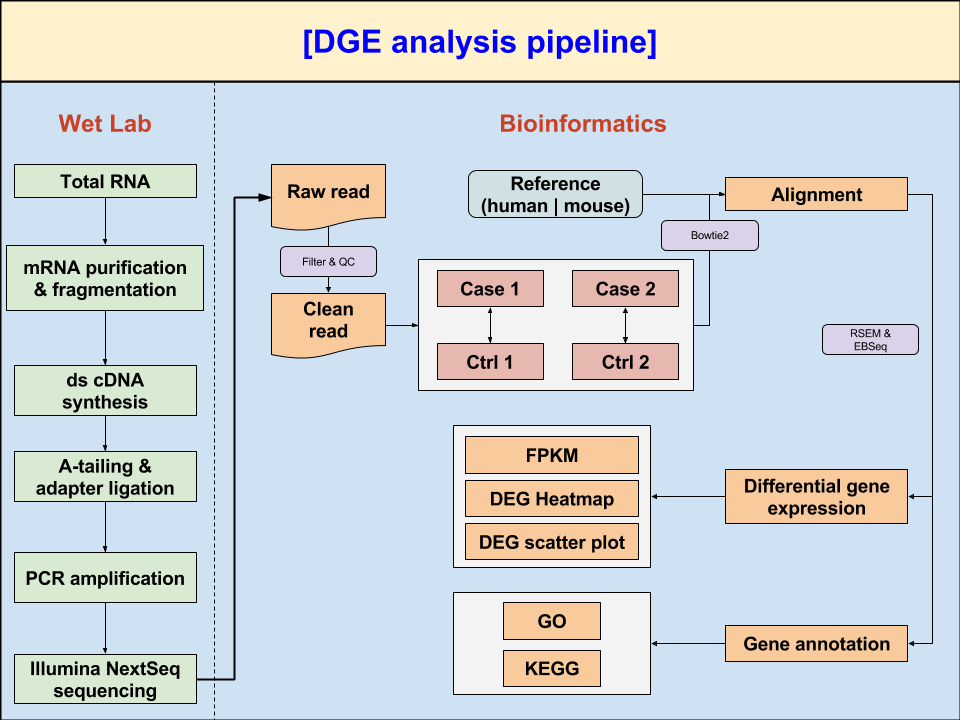 [DGE analysis pipeline]
Wet Lab
Total RNA
mRNA purification
& fragmentation
ds cDNA
synthesis
A-tailing &
adapter ligation
PCR amplification
Illumina NextSeq
sequencing
Bioinformatics
Raw read
Filter & QC
Clean
read
Reference
(human | mouse)
Alignment
Bowtie2
Case 1
Case 2
Ctrl 1
Ctrl 2
RSEM &
EBSeq
FPKM
DEG Heatmap
DEG scatter plot
Differential gene
expression
GO
KEGG
Gene annotation